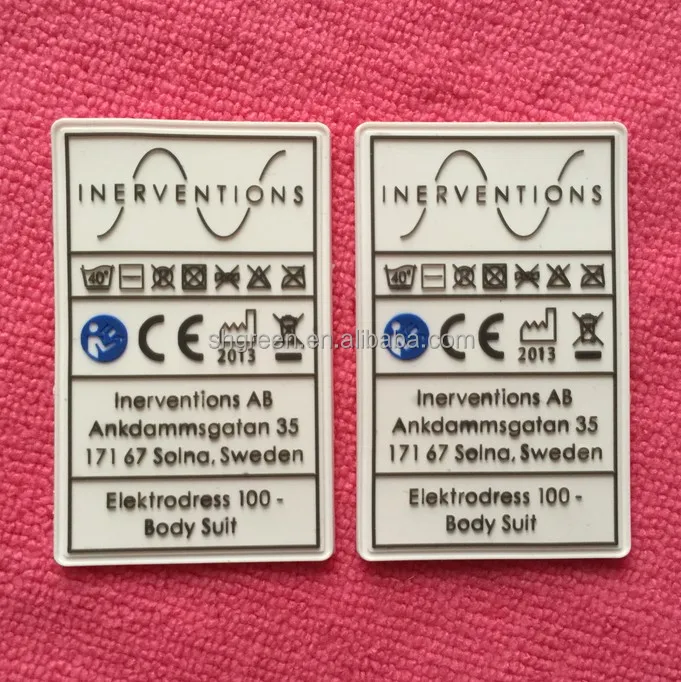 INERVENTIONS
40°
CE
2013
Inerventions AB
Ankdammsgatan 35
171 67 Solna, Sweden
Elektrodress 100 -
Body Suit
INERVENTIONS
40°
CE
2013
Inerventions AB
Ankdammsgatan 35
171 67 Solna, Sweden
Elektrodress 100 -
Body Suit
shgreen.en.alibaba.com